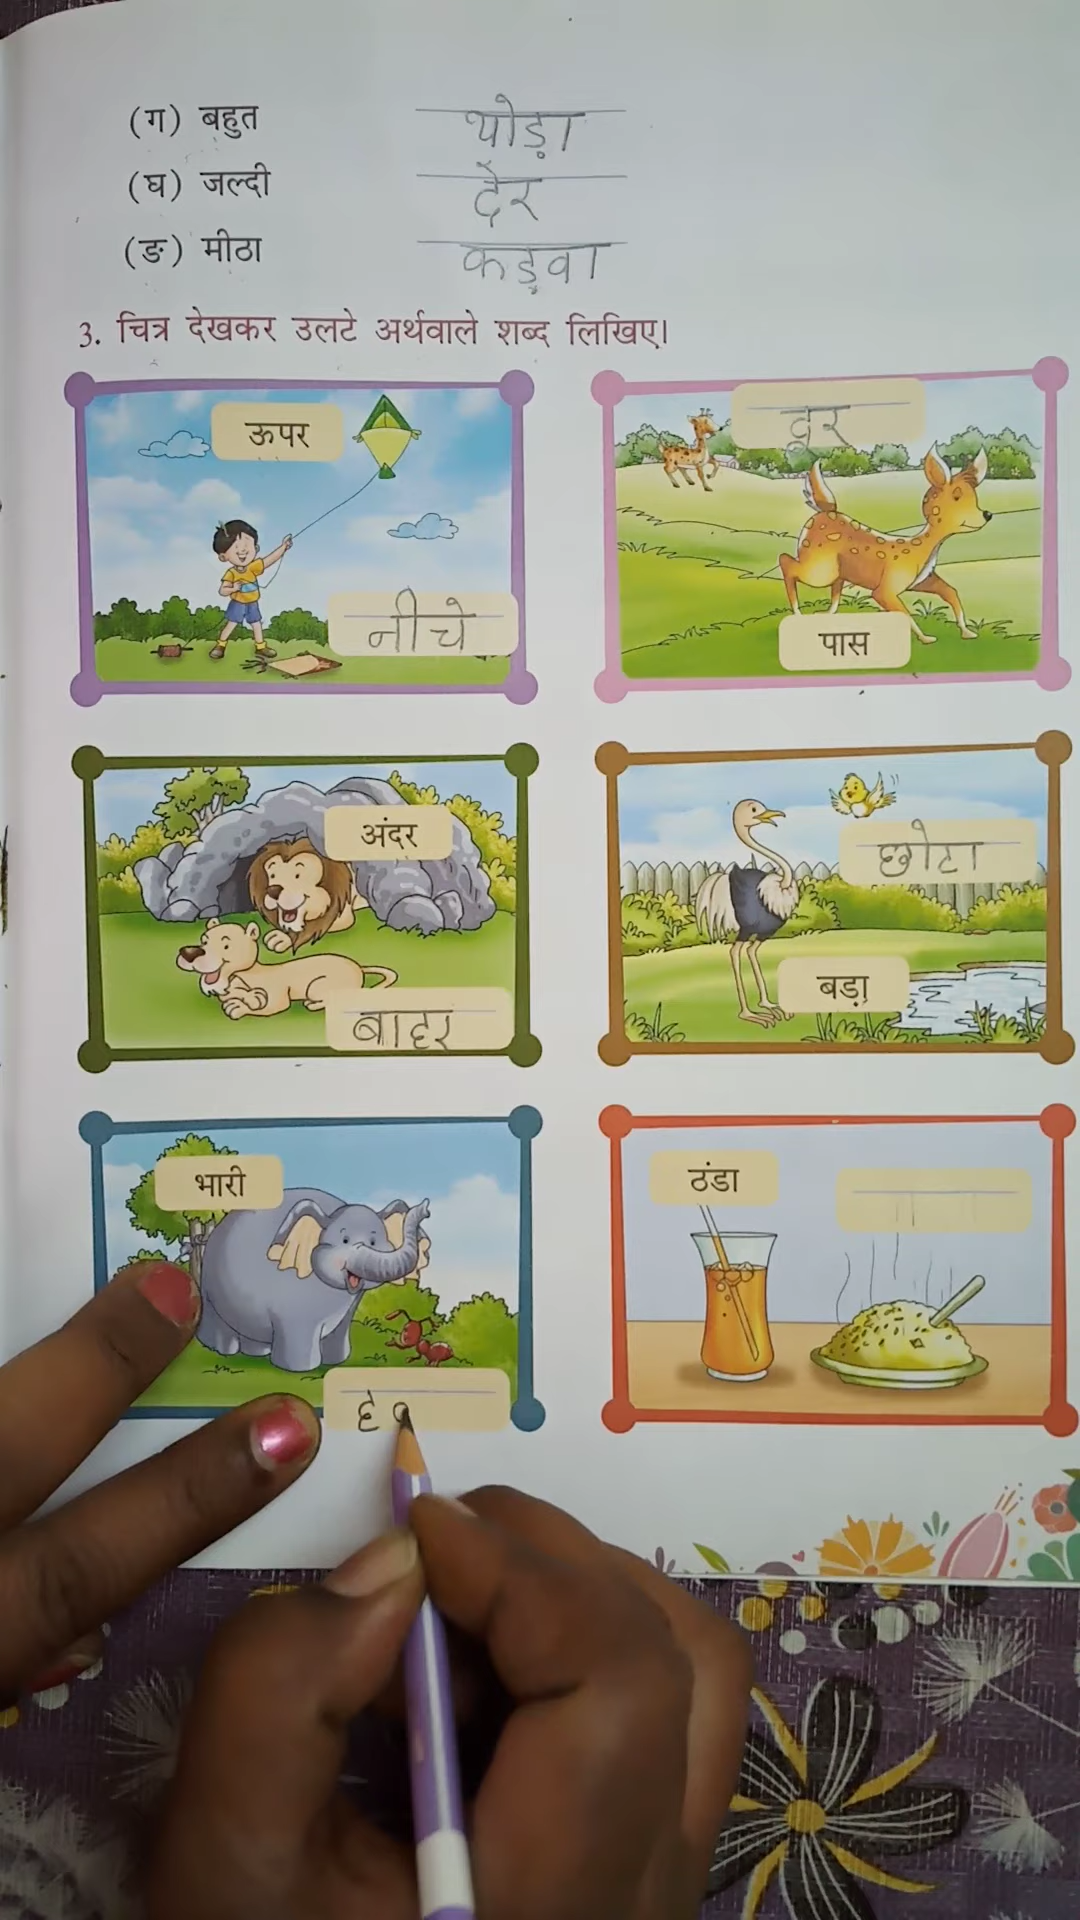 (ग) बहुत थोड़ा
(घ) जल्दी देर
(ङ) मीठा कड़वा
3. चित्र देखकर उलटे अर्थवाले शब्द लिखिए।
ऊपर
नीचे
दूर
पास
अंदर
बाहर
छोटा
बड़ा
भारी
ह
ठंडा